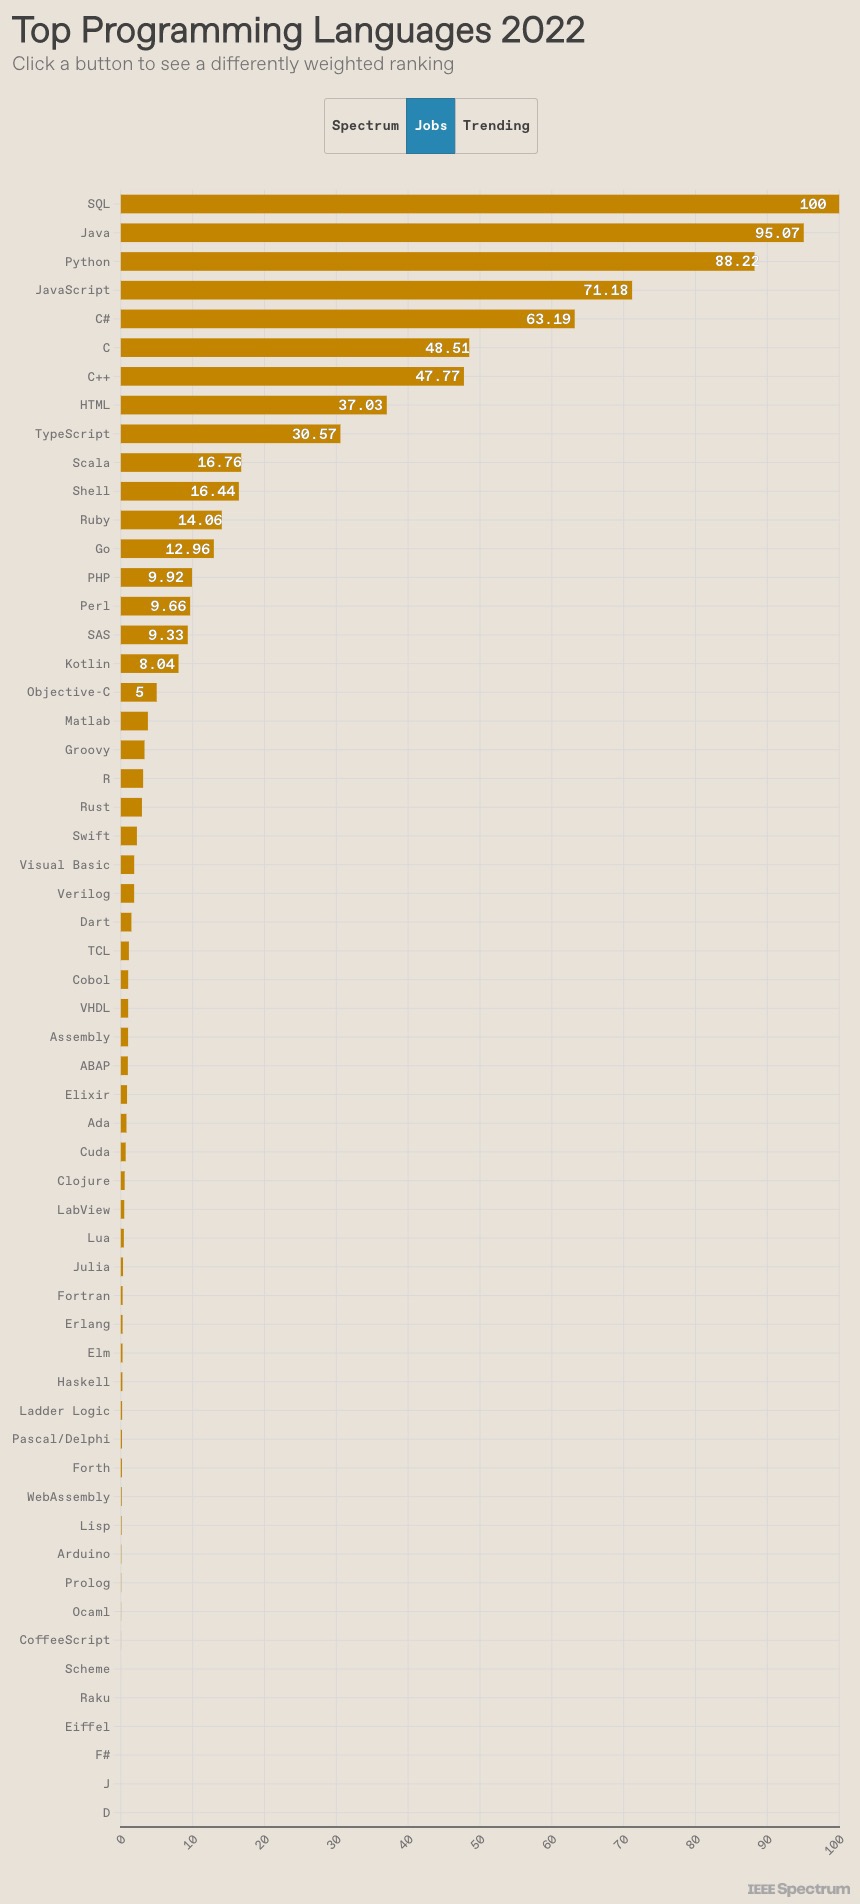 Top Programming Languages 2022
Click a button to see a differently weighted ranking
Spectrum Jobs Trending
SQL 100
Java 95.07
Python 88.22
JavaScript 71.18
C# 63.19
C 48.51
C++ 47.77
HTML 37.03
TypeScript 30.57
Scala 16.76
Shell 16.44
Ruby 14.06
Go 12.96
PHP 9.92
Perl 9.66
SAS 9.33
Kotlin 8.04
Objective-C 5
Matlab
Groovy
R
Rust
Swift
Visual Basic
Verilog
Dart
TCL
Cobol
VHDL
Assembly
ABAP
Elixir
Ada
Cuda
Clojure
LabView
Lua
Julia
Fortran
Erlang
Elm
Haskell
Ladder Logic
Pascal/Delphi
Forth
WebAssembly
Lisp
Arduino
Prolog
Ocaml
CoffeeScript
Scheme
Raku
Eiffel
F#
J
D
0 10 20 30 40 50 60 70 80 90 100
IEEE Spectrum